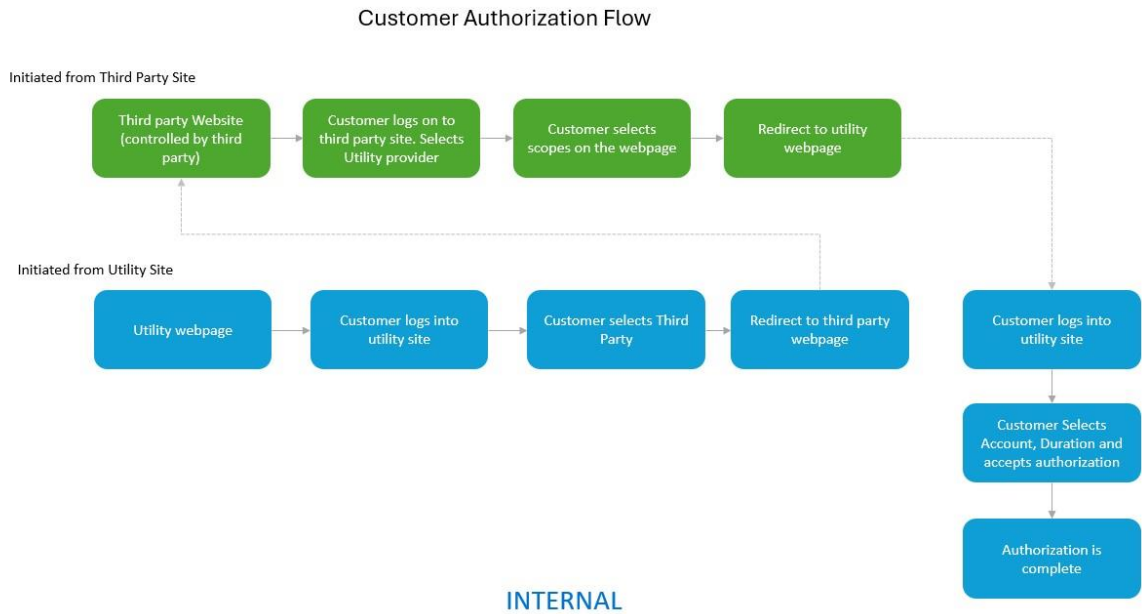 Customer Authorization Flow
Initiated from Third Party Site
Third party Website
(controlled by third
party)
Customer logs on to
third party site. Selects
Utility provider
Customer selects
scopes on the webpage
Redirect to utility
webpage
Initiated from Utility Site
Utility webpage
Customer logs into
utility site
Customer selects Third
Party
Redirect to third party
webpage
Customer logs into
utility site
Customer Selects
Account, Duration and
accepts authorization
Authorization is
complete
INTERNAL